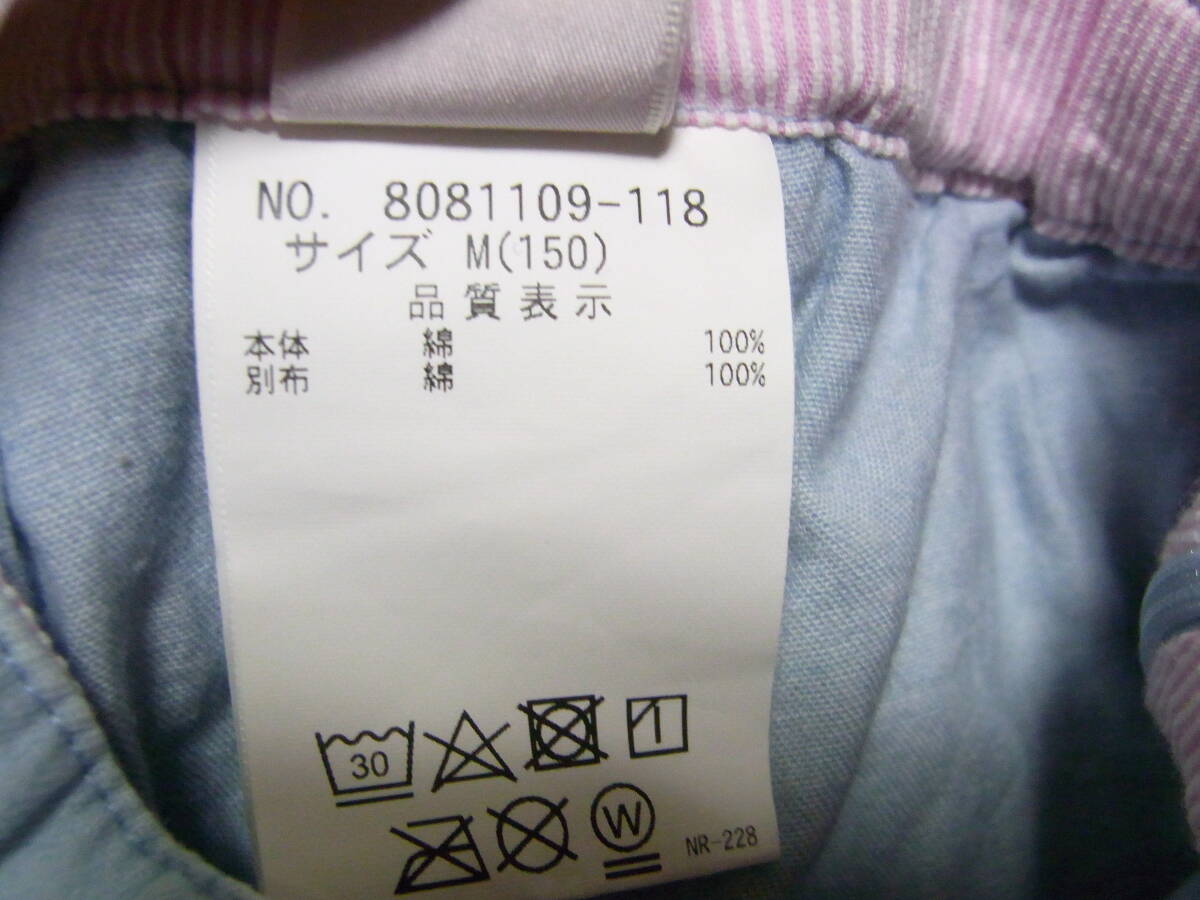 NO. 8081109-118
サイズ M(150)
品質表示
本体 綿 100%
別布 綿 100%
30
W
NR-228